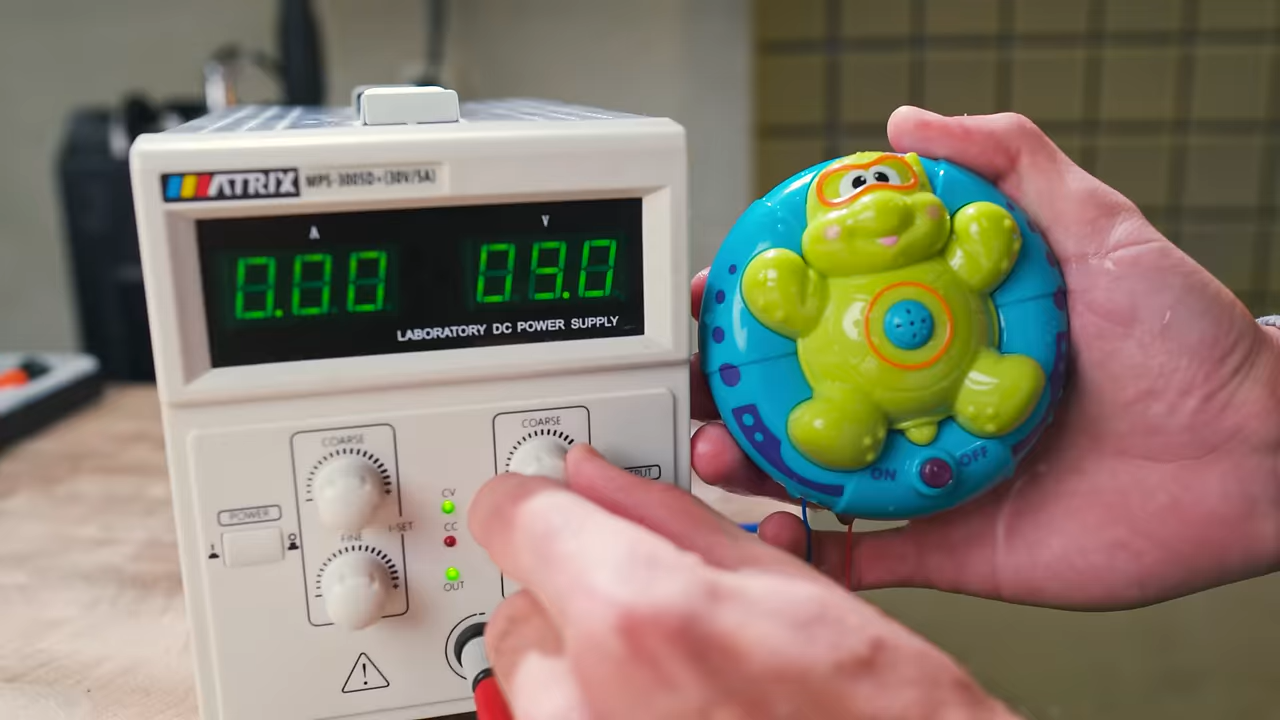 MATRIX MPS-3005D+(30V/5A)
A V
0.00 03.0
LABORATORY DC POWER SUPPLY
COARSE COARSE
POWER
I-SET
FINE
CV
CC
OUT
ON OFF